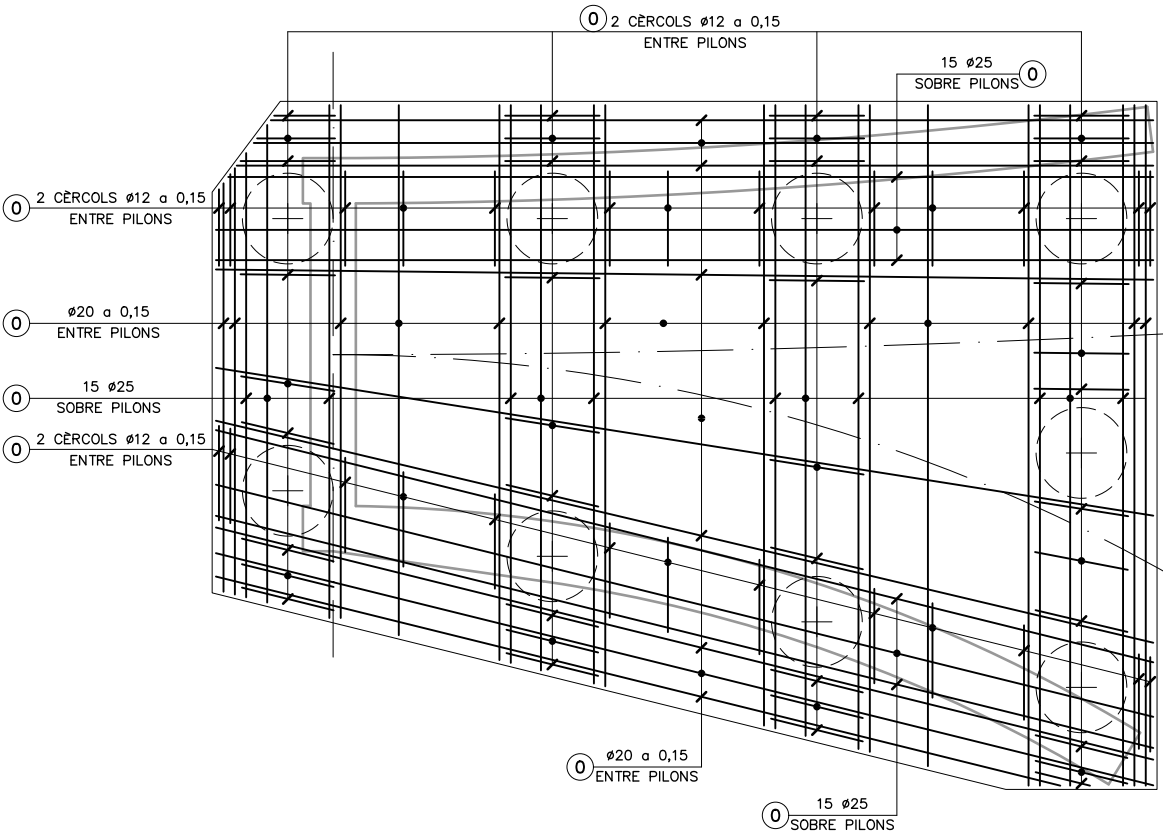 0 2 CÈRCOLS ø12 a 0,15
ENTRE PILONS
15 ø25
SOBRE PILONS 0
0 2 CÈRCOLS ø12 a 0,15
ENTRE PILONS
0 ø20 a 0,15
ENTRE PILONS
0 15 ø25
SOBRE PILONS
0 2 CÈRCOLS ø12 a 0,15
ENTRE PILONS
0 ø20 a 0,15
ENTRE PILONS
0 15 ø25
SOBRE PILONS